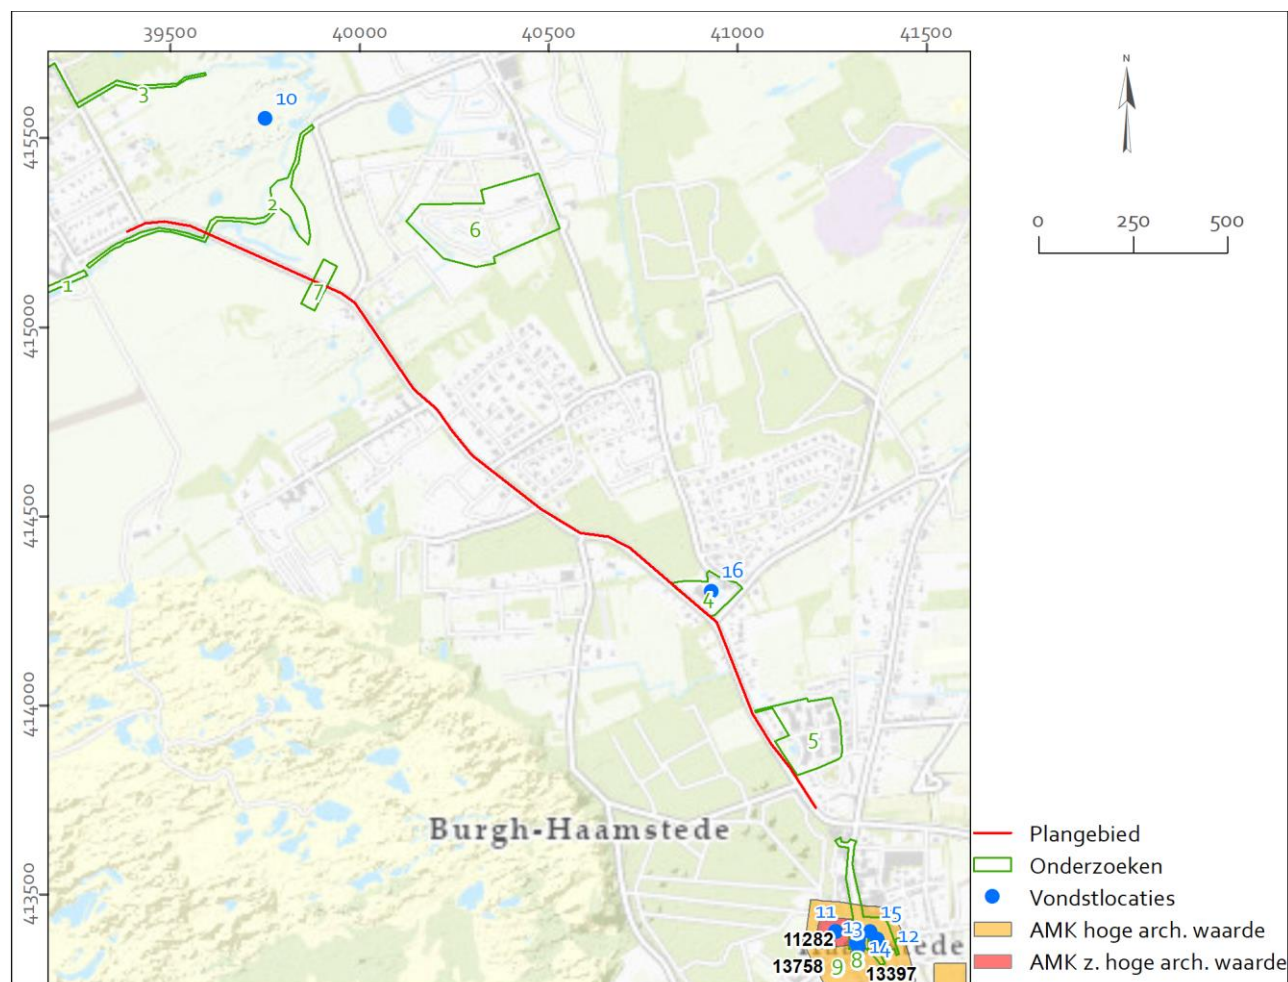 39500 40000 40500 41000 41500
N
415500
415000
414500
414000
413500
3
10
2
6
1
7
0 250 500
16
4
5
Burgh-Haamstede
11 15
13 12
11282
14
8
13758 9 13397
Plangebied
Onderzoeken
Vondstlocaties
AMK hoge arch. waarde
AMK z. hoge arch. waarde